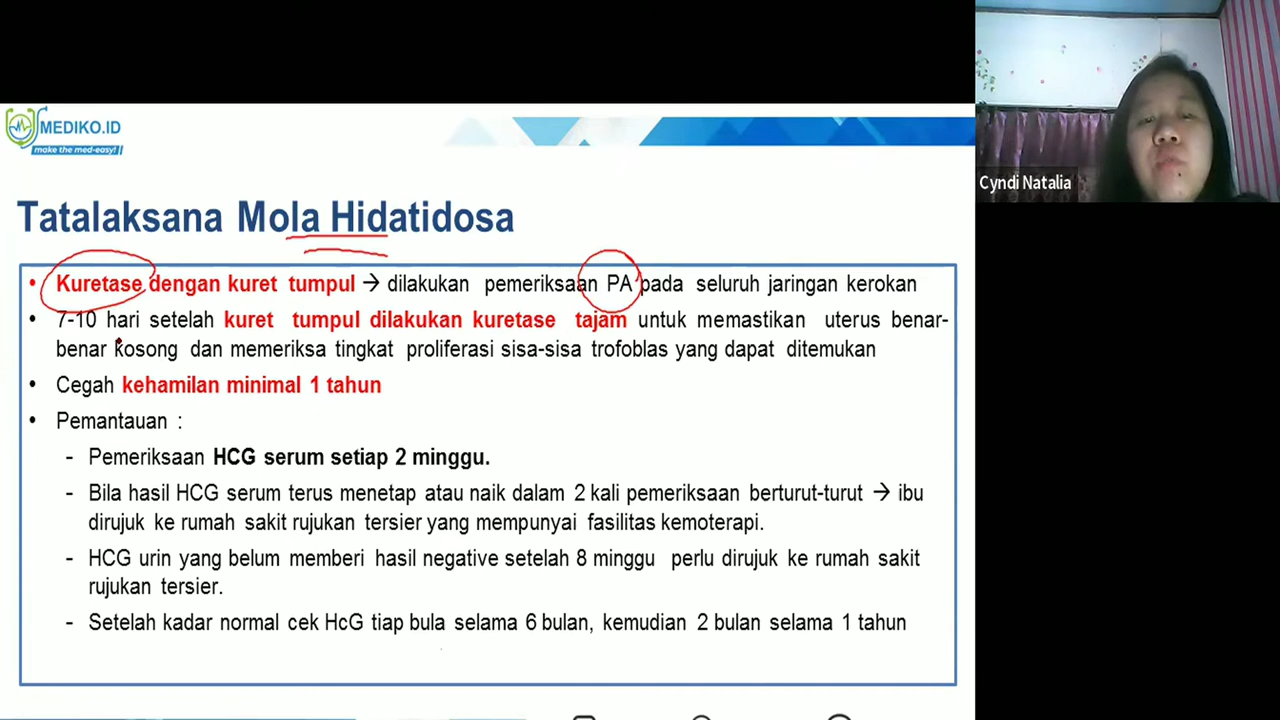 MEDIKO.ID
make the med-easy!
Cyndi Natalia
Tatalaksana Mola Hidatidosa
• Kuretase dengan kuret tumpul → dilakukan pemeriksaan PA pada seluruh jaringan kerokan
• 7-10 hari setelah kuret tumpul dilakukan kuretase tajam untuk memastikan uterus benar-
benar kosong dan memeriksa tingkat proliferasi sisa-sisa trofoblas yang dapat ditemukan
• Cegah kehamilan minimal 1 tahun
• Pemantauan :
- Pemeriksaan HCG serum setiap 2 minggu.
- Bila hasil HCG serum terus menetap atau naik dalam 2 kali pemeriksaan berturut-turut → ibu
dirujuk ke rumah sakit rujukan tersier yang mempunyai fasilitas kemoterapi.
- HCG urin yang belum memberi hasil negative setelah 8 minggu perlu dirujuk ke rumah sakit
rujukan tersier.
- Setelah kadar normal cek HcG tiap bula selama 6 bulan, kemudian 2 bulan selama 1 tahun